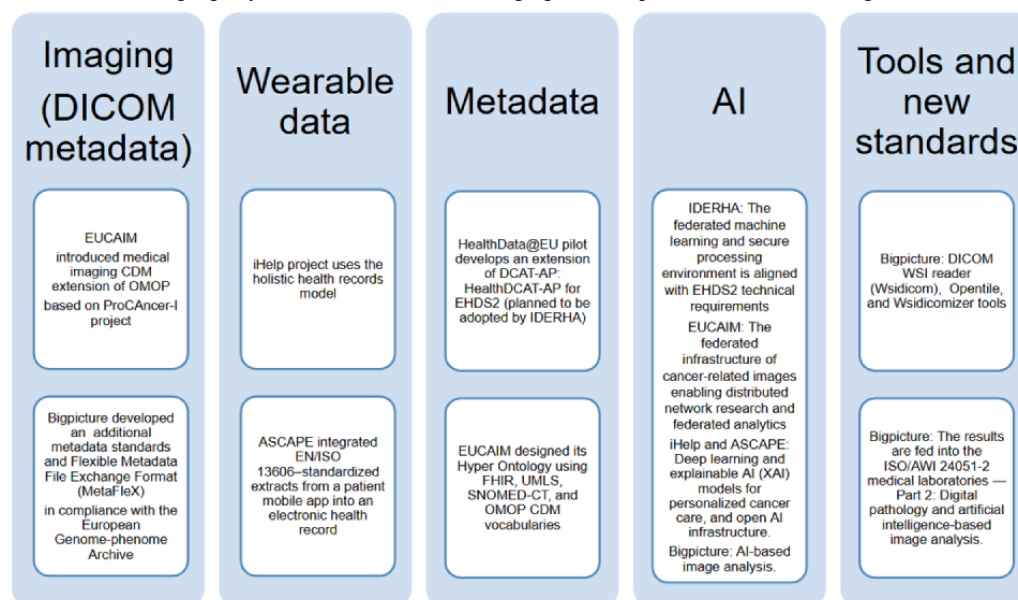 Imaging
(DICOM
metadata)
EUCAIM
introduced medical
imaging CDM
extension of OMOP
based on ProCAncer-I
project
Bigpicture developed
an additional
metadata standards
and Flexible Metadata
File Exchange Format
(MetaFleX)
in compliance with the
European
Genome-phenome
Archive
Wearable
data
iHelp project uses the
holistic health records
model
ASCAPE integrated
EN/ISO
13606–standardized
extracts from a patient
mobile app into an
electronic health
record
Metadata
HealthData@EU pilot
develops an extension
of DCAT-AP:
HealthDCAT-AP for
EHDS2 (planned to be
adopted by IDERHA)
EUCAIM designed its
Hyper Ontology using
FHIR, UMLS,
SNOMED-CT, and
OMOP CDM
vocabularies
AI
IDERHA: The
federated machine
learning and secure
processing
environment is aligned
with EHDS2 technical
requirements
EUCAIM: The
federated
infrastructure of
cancer-related images
enabling distributed
network research and
federated analytics
iHelp and ASCAPE:
Deep learning and
explainable AI (XAI)
models for
personalized cancer
care, and open AI
infrastructure.
Bigpicture: AI-based
image analysis.
Tools and
new
standards
Bigpicture: DICOM
WSI reader
(Wsidicom), Opentile,
and Wsidicomizer tools
Bigpicture: The results
are fed into the
ISO/AWI 24051-2
medical laboratories —
Part 2: Digital
pathology and artificial
intelligence-based
image analysis.